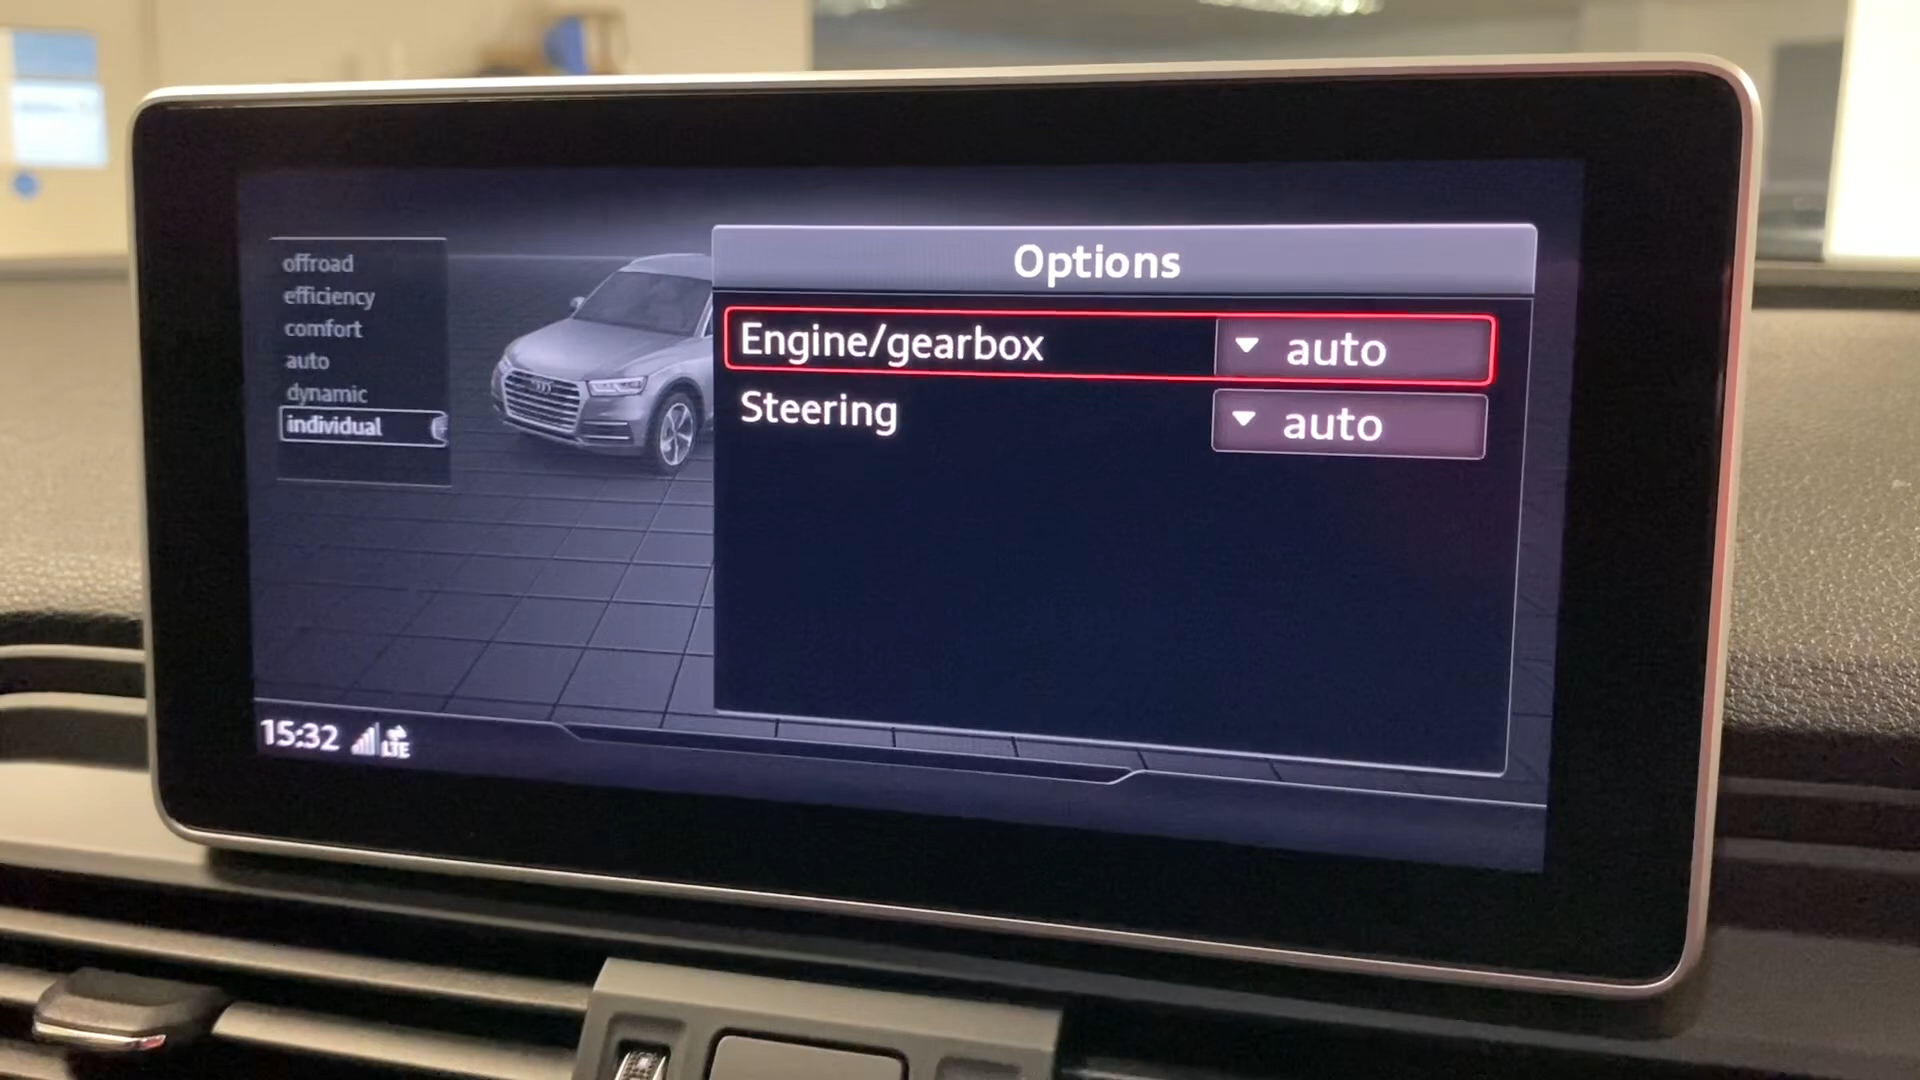 offroad
efficiency
comfort
auto
dynamic
individual
Options
Engine/gearbox auto
Steering auto
15:32 LTE